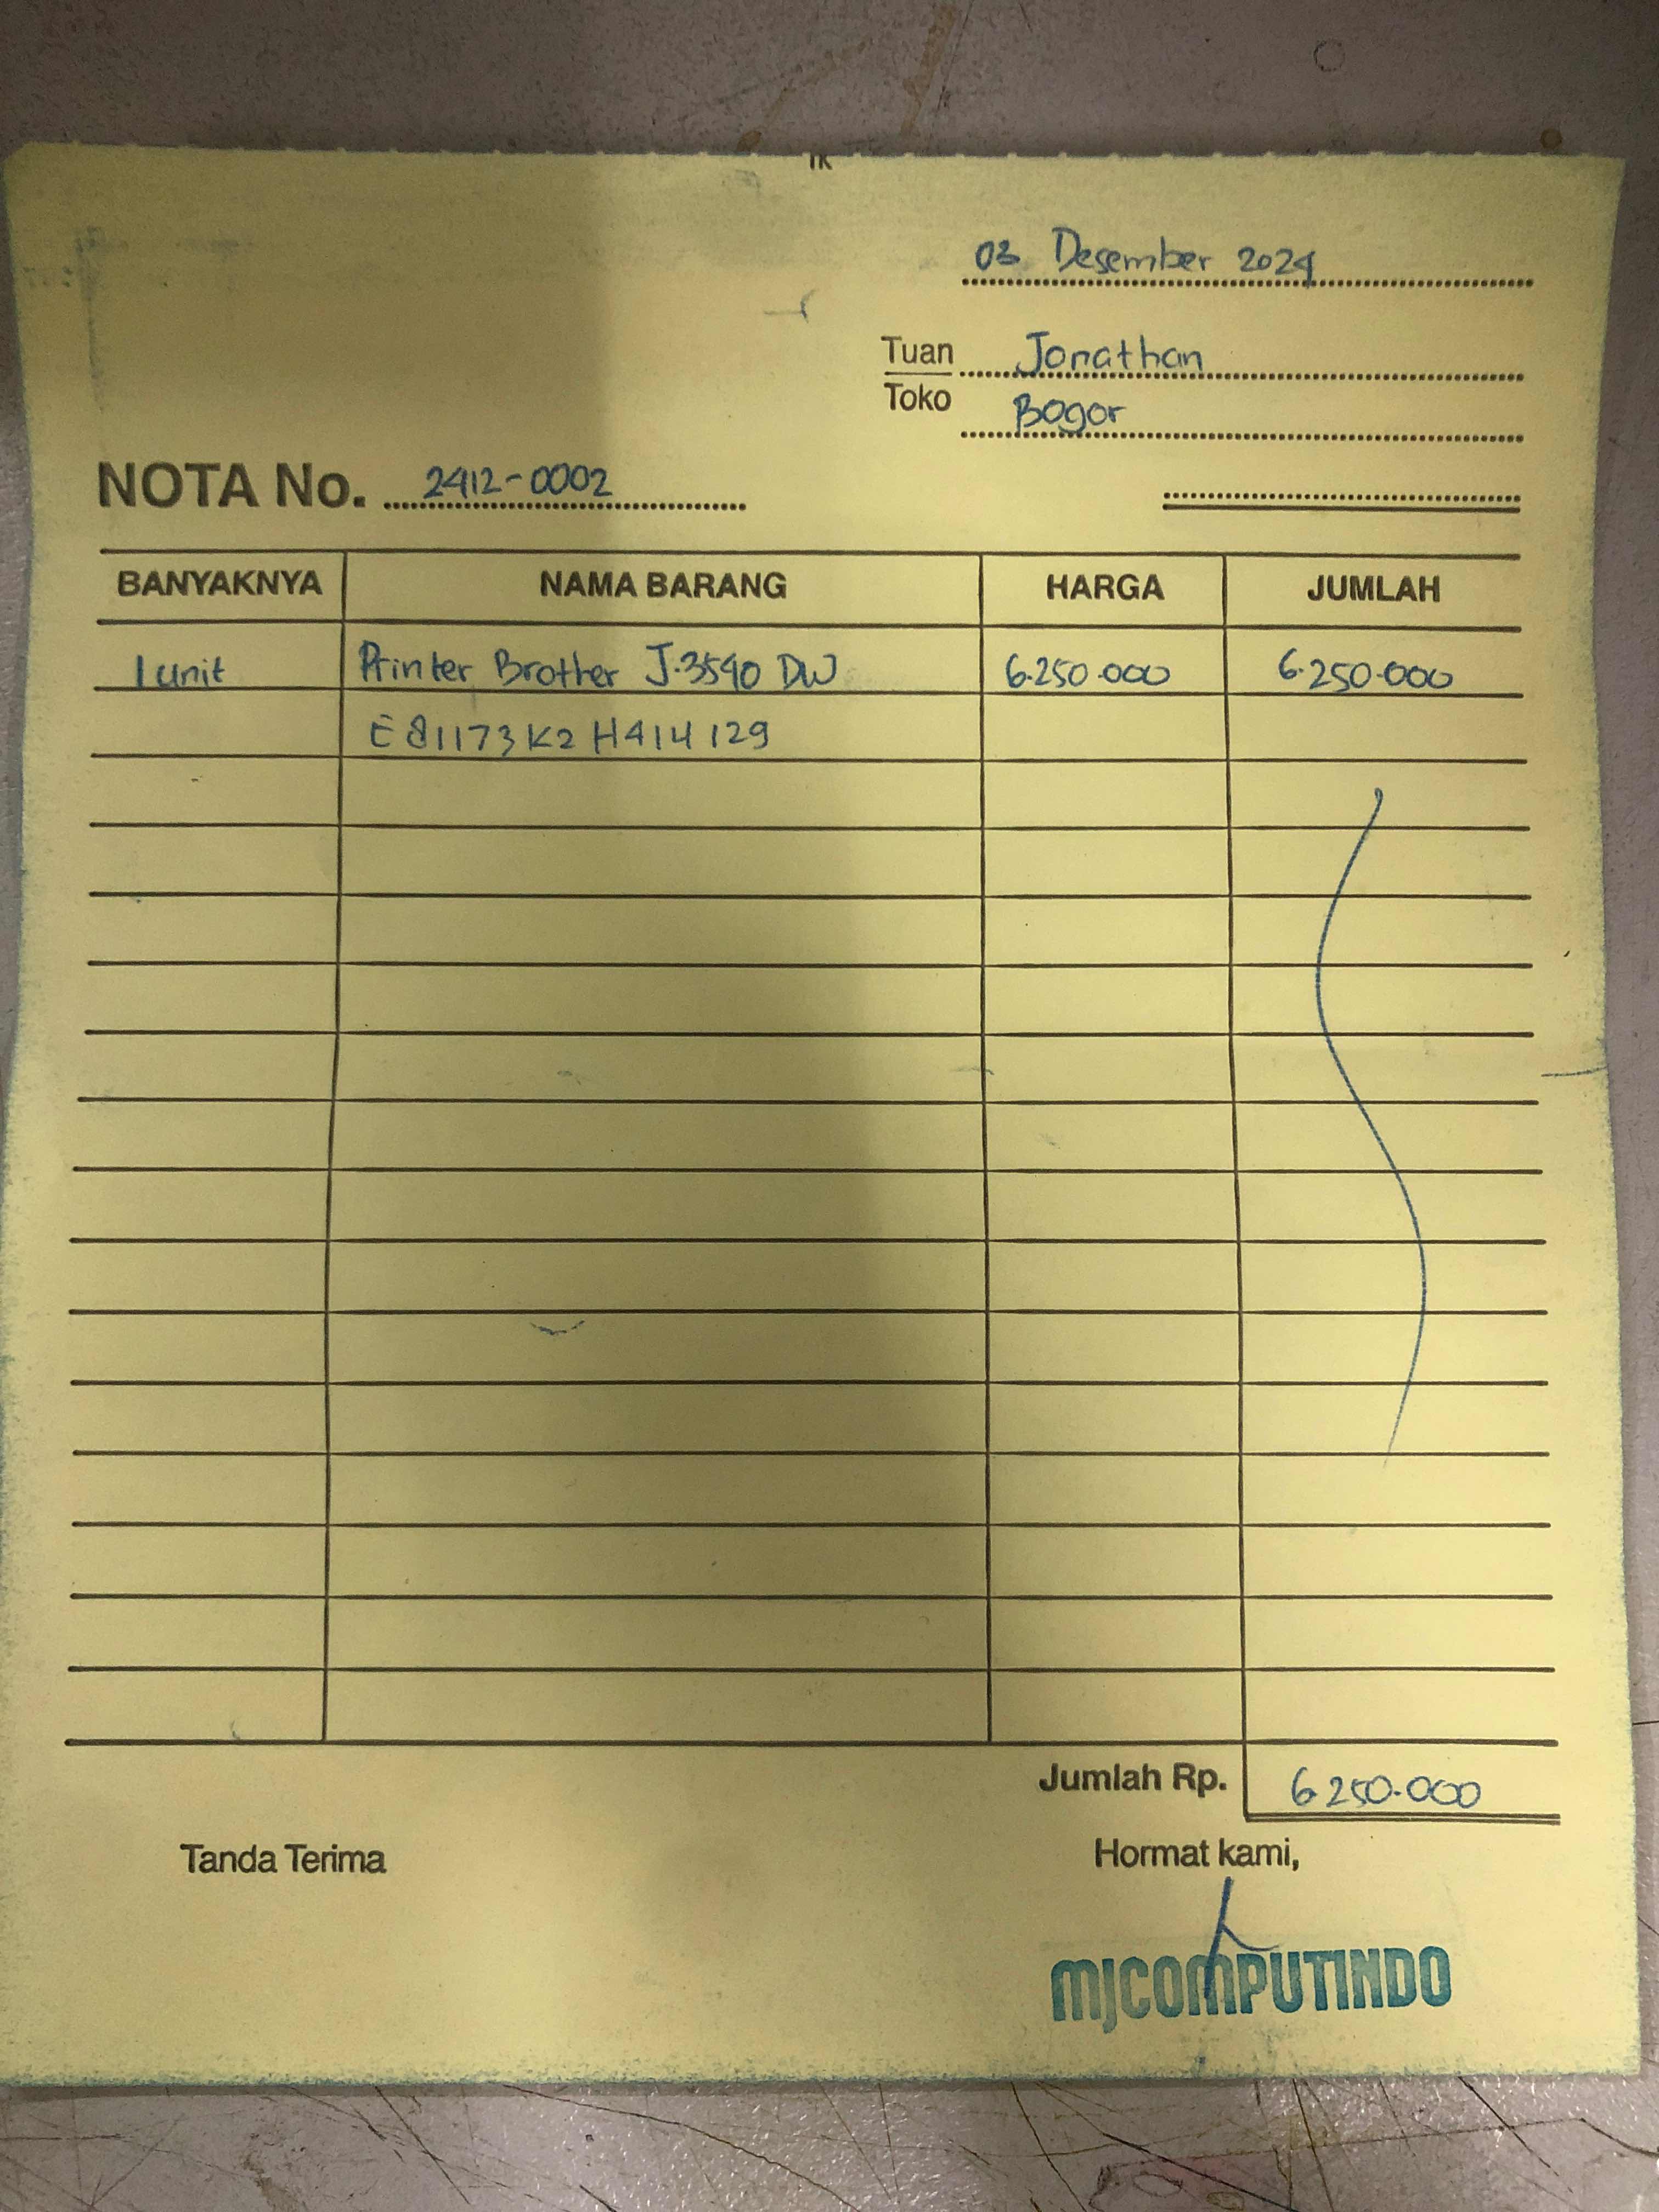 03 Desember 2024
Tuan Jonathan
Toko Bogor
NOTA No. 2412-0002
BANYAKNYA NAMA BARANG HARGA JUMLAH
1 unit Printer Brother J.3540 DW 6.250.000 6.250.000
E81173K2H414129
Jumlah Rp. 6.250.000
Tanda Terima Hormat kami,
MJCOMPUTINDO